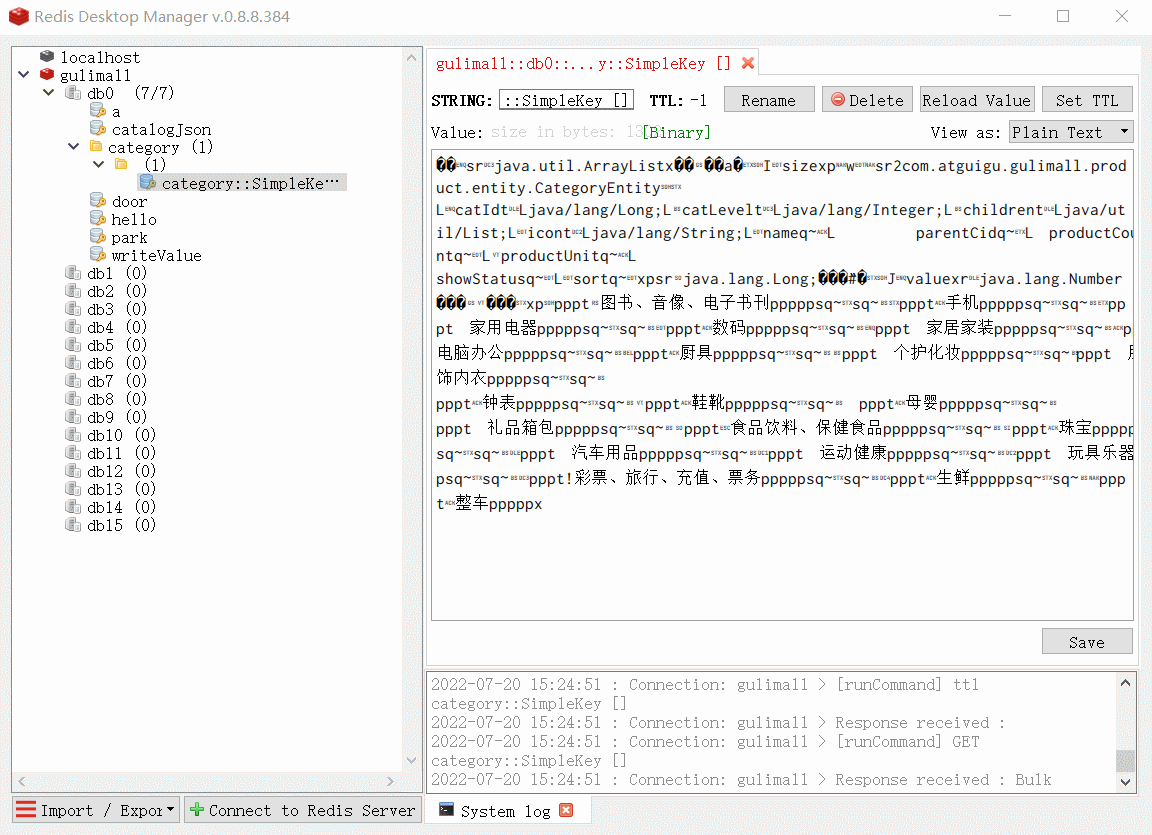 Redis Desktop Manager v.0.8.8.384
localhost
gulimall
db0 (7/7)
a
catalogJson
category (1)
(1)
category::SimpleKe…
door
hello
park
writeValue
db1 (0)
db2 (0)
db3 (0)
db4 (0)
db5 (0)
db6 (0)
db7 (0)
db8 (0)
db9 (0)
db10 (0)
db11 (0)
db12 (0)
db13 (0)
db14 (0)
db15 (0)
Import / Expor
Connect to Redis Server
gulimall::db0::...y::SimpleKey []
STRING: ::SimpleKey [] TTL: -1 Rename Delete Reload Value Set TTL
Value: size in bytes: [Binary] View as: Plain Text
sr java.util.ArrayListx a I sizexp w sr2com.atguigu.gulimall.prod
uct.entity.CategoryEntity
L catIdt Ljava/lang/Long;L catLevelt Ljava/lang/Integer;L childrent Ljava/ut
il/List;L icont Ljava/lang/String;L nameq~ L parentCidq~ L productCou
ntq~ L productUnitq~ L
showStatusq~ L sortq~ xpsr java.lang.Long; # J valuexr java.lang.Number
xp pppt 图书、音像、电子书刊pppppsq~ sq~ pppt 手机pppppsq~ sq~ pp
pt 家用电器pppppsq~ sq~ pppt 数码pppppsq~ sq~ pppt 家居家装pppppsq~ sq~ p
电脑办公pppppsq~ sq~ pppt 厨具pppppsq~ sq~ pppt 个护化妆pppppsq~ sq~ pppt
饰内衣pppppsq~ sq~
pppt 钟表pppppsq~ sq~ pppt 鞋靴pppppsq~ sq~ pppt 母婴pppppsq~ sq~
pppt 礼品箱包pppppsq~ sq~ pppt 食品饮料、保健食品pppppsq~ sq~ pppt 珠宝ppppp
sq~ sq~ pppt 汽车用品pppppsq~ sq~ pppt 运动健康pppppsq~ sq~ pppt 玩具乐器
psq~ sq~ pppt!彩票、旅行、充值、票务pppppsq~ sq~ pppt 生鲜pppppsq~ sq~ ppp
t 整车pppppx
Save
2022-07-20 15:24:51 : Connection: gulimall > [runCommand] ttl
category::SimpleKey []
2022-07-20 15:24:51 : Connection: gulimall > Response received :
2022-07-20 15:24:51 : Connection: gulimall > [runCommand] GET
category::SimpleKey []
2022-07-20 15:24:51 : Connection: gulimall > Response received : Bulk
System log